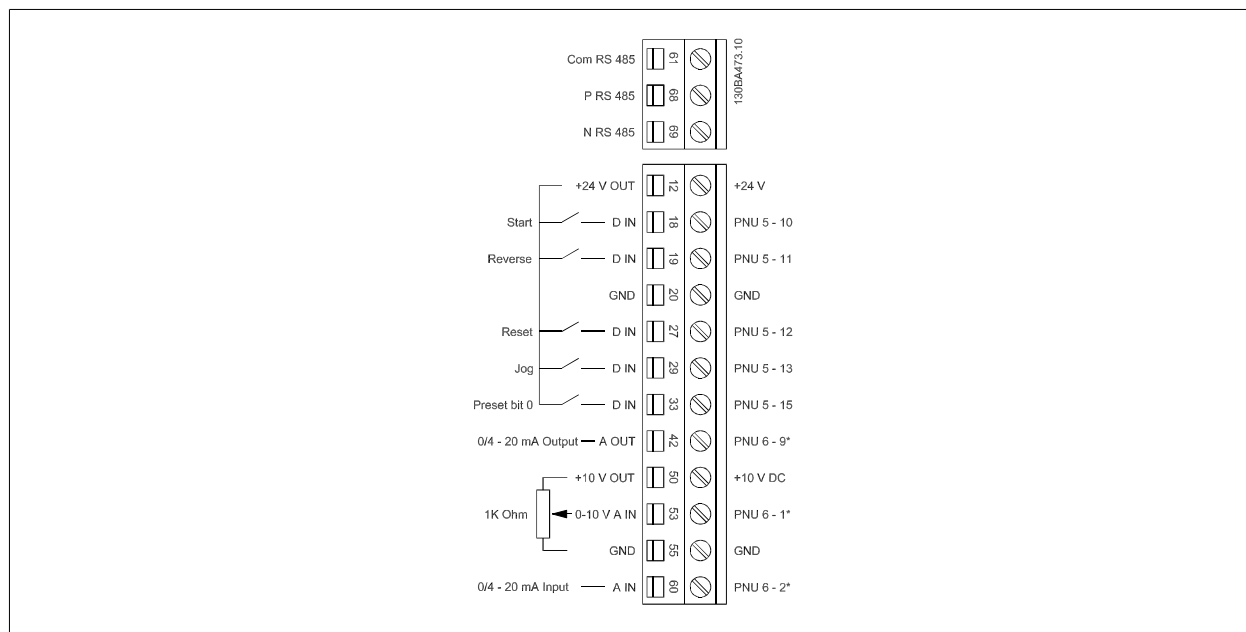 Com RS 485 61
P RS 485 68
N RS 485 69
130BA473.10
+24 V OUT 12 +24 V
Start D IN 18 PNU 5 - 10
Reverse D IN 19 PNU 5 - 11
GND 20 GND
Reset D IN 27 PNU 5 - 12
Jog D IN 29 PNU 5 - 13
Preset bit 0 D IN 33 PNU 5 - 15
0/4 - 20 mA Output A OUT 42 PNU 6 - 9*
+10 V OUT 50 +10 V DC
1K Ohm 0-10 V A IN 53 PNU 6 - 1*
GND 55 GND
0/4 - 20 mA Input A IN 60 PNU 6 - 2*